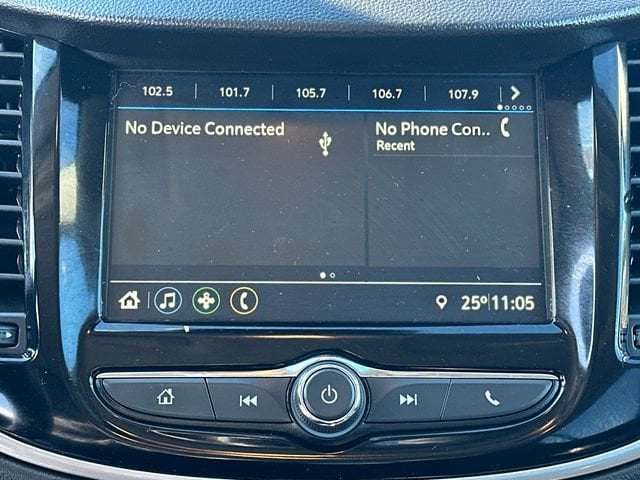 102.5 101.7 105.7 106.7 107.9
No Device Connected
No Phone Con..
Recent
25° 11:05